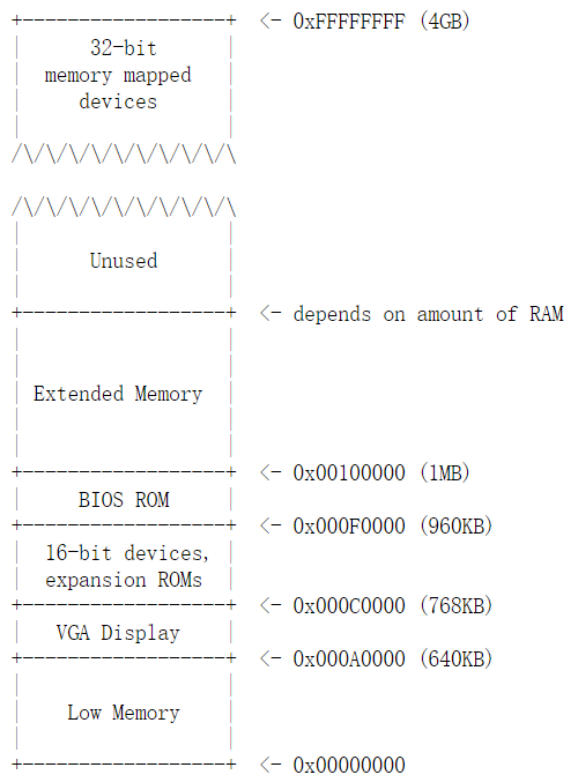 +------------------+  <- 0xFFFFFFFF (4GB)
|      32-bit      |
|  memory mapped   |
|     devices      |
|                  |
/\/\/\/\/\/\/\/\/\/\
/\/\/\/\/\/\/\/\/\/\
|                  |
|      Unused      |
|                  |
+------------------+  <- depends on amount of RAM
|                  |
|                  |
| Extended Memory  |
|                  |
|                  |
+------------------+  <- 0x00100000 (1MB)
|     BIOS ROM     |
+------------------+  <- 0x000F0000 (960KB)
|  16-bit devices, |
|  expansion ROMs  |
+------------------+  <- 0x000C0000 (768KB)
|   VGA Display    |
+------------------+  <- 0x000A0000 (640KB)
|                  |
|    Low Memory    |
|                  |
+------------------+  <- 0x00000000